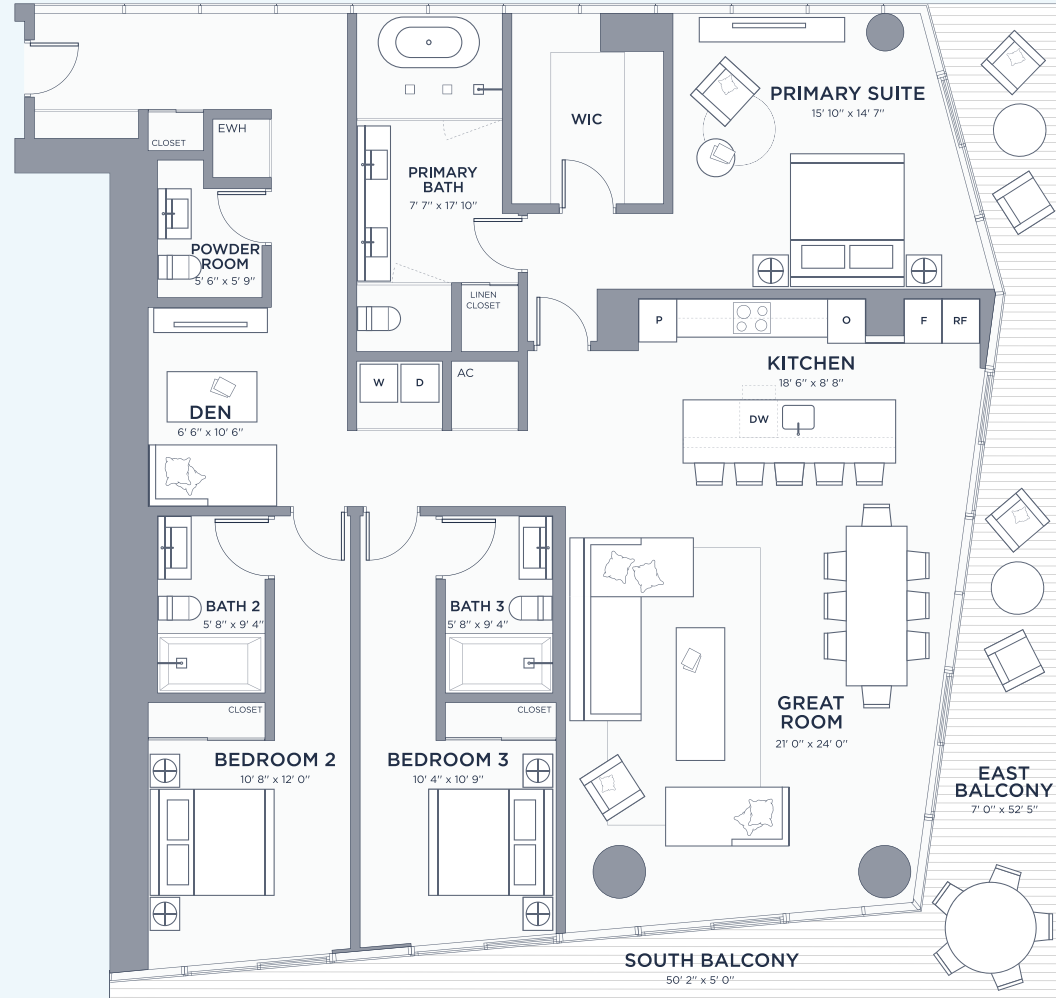 PRIMARY SUITE
15' 10" x 14' 7"
WIC
CLOSET
EWH
PRIMARY
BATH
7' 7" x 17' 10"
POWDER
ROOM
5' 6" x 5' 9"
LINEN
CLOSET
P
O
F
RF
KITCHEN
18' 6" x 8' 8"
W
D
AC
DEN
6' 6" x 10' 6"
DW
BATH 2
5' 8" x 9' 4"
BATH 3
5' 8" x 9' 4"
CLOSET
CLOSET
GREAT
ROOM
21' 0" x 24' 0"
BEDROOM 2
10' 8" x 12' 0"
BEDROOM 3
10' 4" x 10' 9"
EAST
BALCONY
7' 0" x 52' 5"
SOUTH BALCONY
50' 2" x 5' 0"